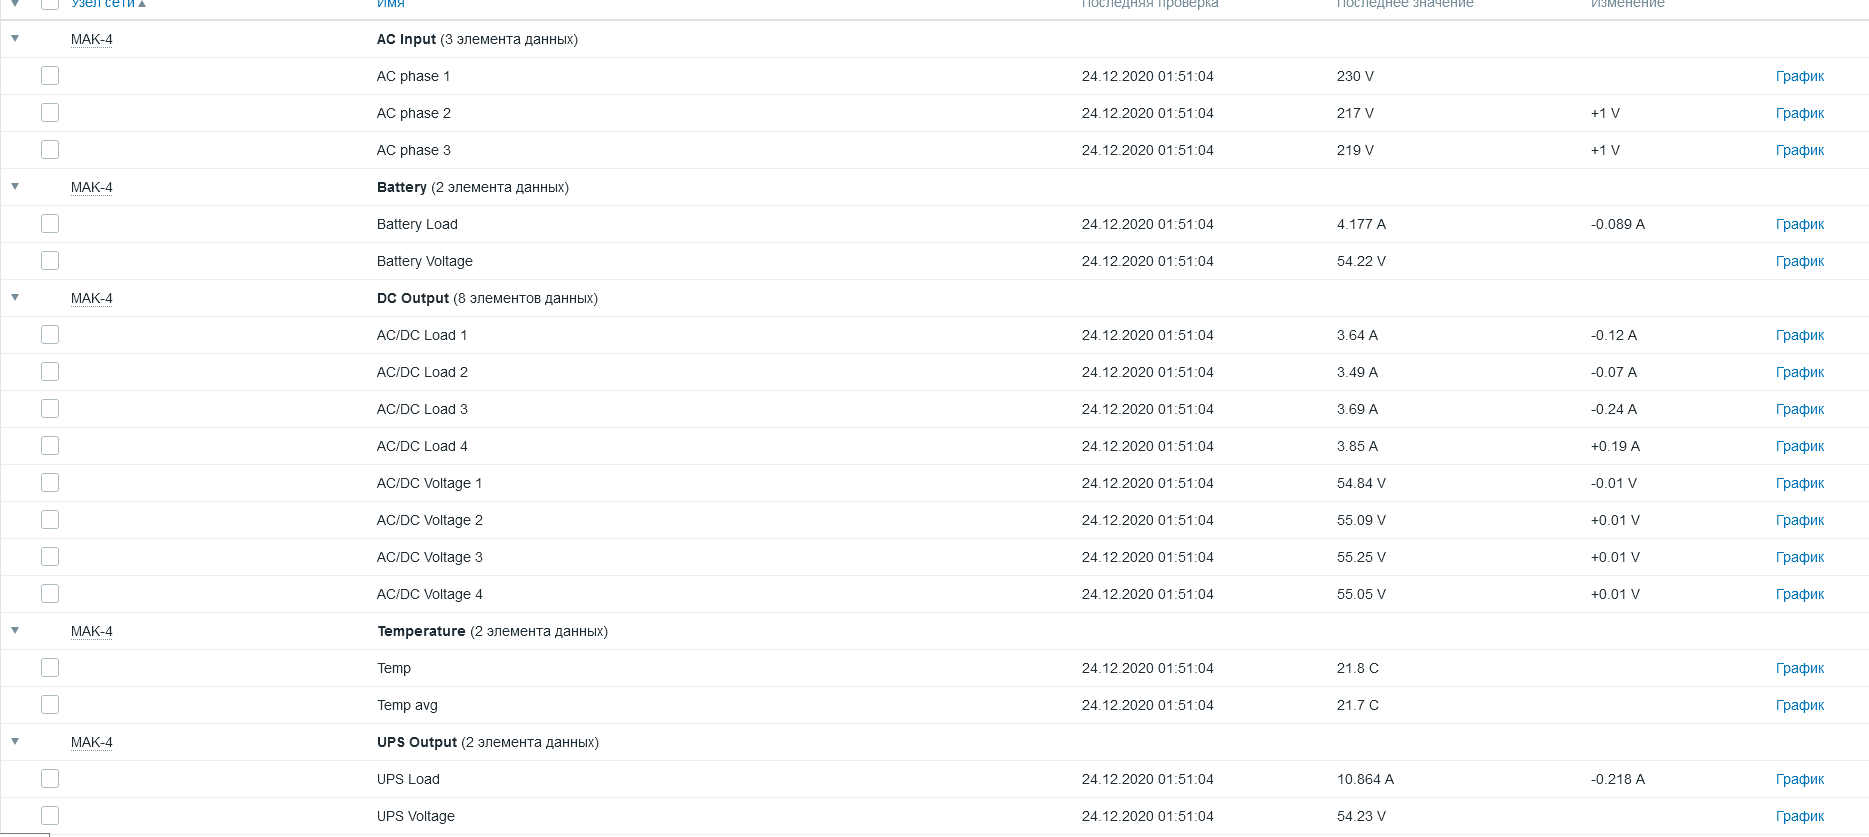 Узел сети▲ Имя Последняя проверка Последнее значение Изменение
МАК-4 AC Input (3 элемента данных)
AC phase 1 24.12.2020 01:51:04 230 V График
AC phase 2 24.12.2020 01:51:04 217 V +1 V График
AC phase 3 24.12.2020 01:51:04 219 V +1 V График
МАК-4 Battery (2 элемента данных)
Battery Load 24.12.2020 01:51:04 4.177 A -0.089 A График
Battery Voltage 24.12.2020 01:51:04 54.22 V График
МАК-4 DC Output (8 элементов данных)
AC/DC Load 1 24.12.2020 01:51:04 3.64 A -0.12 A График
AC/DC Load 2 24.12.2020 01:51:04 3.49 A -0.07 A График
AC/DC Load 3 24.12.2020 01:51:04 3.69 A -0.24 A График
AC/DC Load 4 24.12.2020 01:51:04 3.85 A +0.19 A График
AC/DC Voltage 1 24.12.2020 01:51:04 54.84 V -0.01 V График
AC/DC Voltage 2 24.12.2020 01:51:04 55.09 V +0.01 V График
AC/DC Voltage 3 24.12.2020 01:51:04 55.25 V +0.01 V График
AC/DC Voltage 4 24.12.2020 01:51:04 55.05 V +0.01 V График
МАК-4 Temperature (2 элемента данных)
Temp 24.12.2020 01:51:04 21.8 C График
Temp avg 24.12.2020 01:51:04 21.7 C График
МАК-4 UPS Output (2 элемента данных)
UPS Load 24.12.2020 01:51:04 10.864 A -0.218 A График
UPS Voltage 24.12.2020 01:51:04 54.23 V График